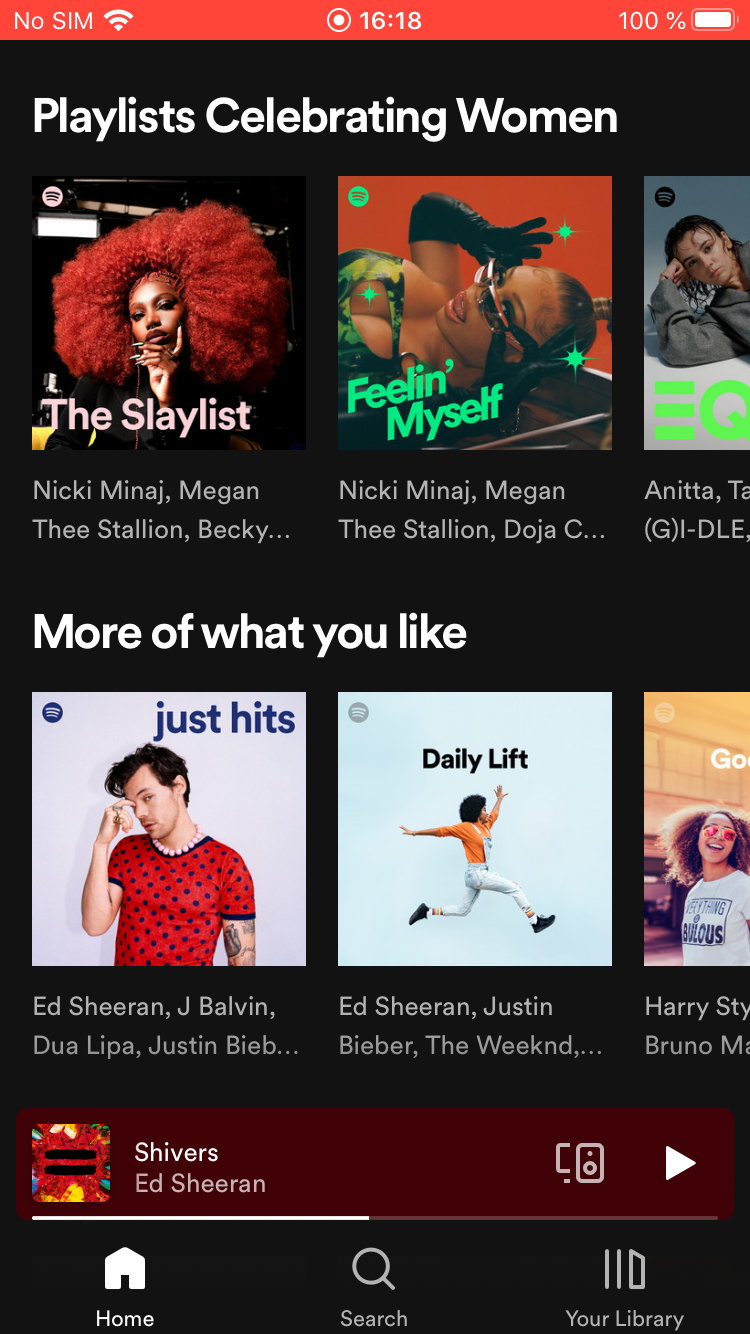 No SIM 16:18 100 %
Playlists Celebrating Women
The Slaylist
Feelin'
Myself
EQ
Nicki Minaj, Megan
Thee Stallion, Becky...
Nicki Minaj, Megan
Thee Stallion, Doja C...
Anitta, Ta
(G)I-DLE,
More of what you like
just hits
Daily Lift
Goo
Ed Sheeran, J Balvin,
Dua Lipa, Justin Bieb...
Ed Sheeran, Justin
Bieber, The Weeknd,...
Harry Sty
Bruno Ma
Shivers
Ed Sheeran
Home
Search
Your Library